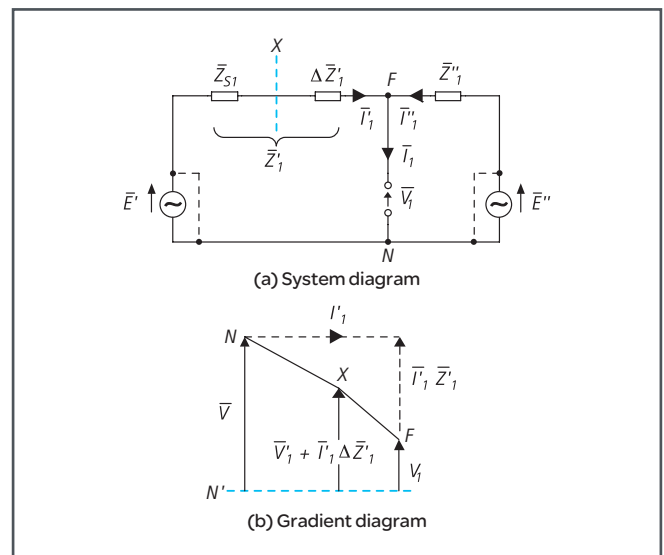 X
Z̅S1
ΔZ̅'1
F
Z̅''1
I̅'1
I̅''1
Z̅'1
I̅1
E̅'
V̅1
E̅''
N
(a) System diagram
I'1
N
X
I̅'1 Z̅'1
V̅
F
V̅'1 + I̅'1 ΔZ̅'1
V1
N'
(b) Gradient diagram